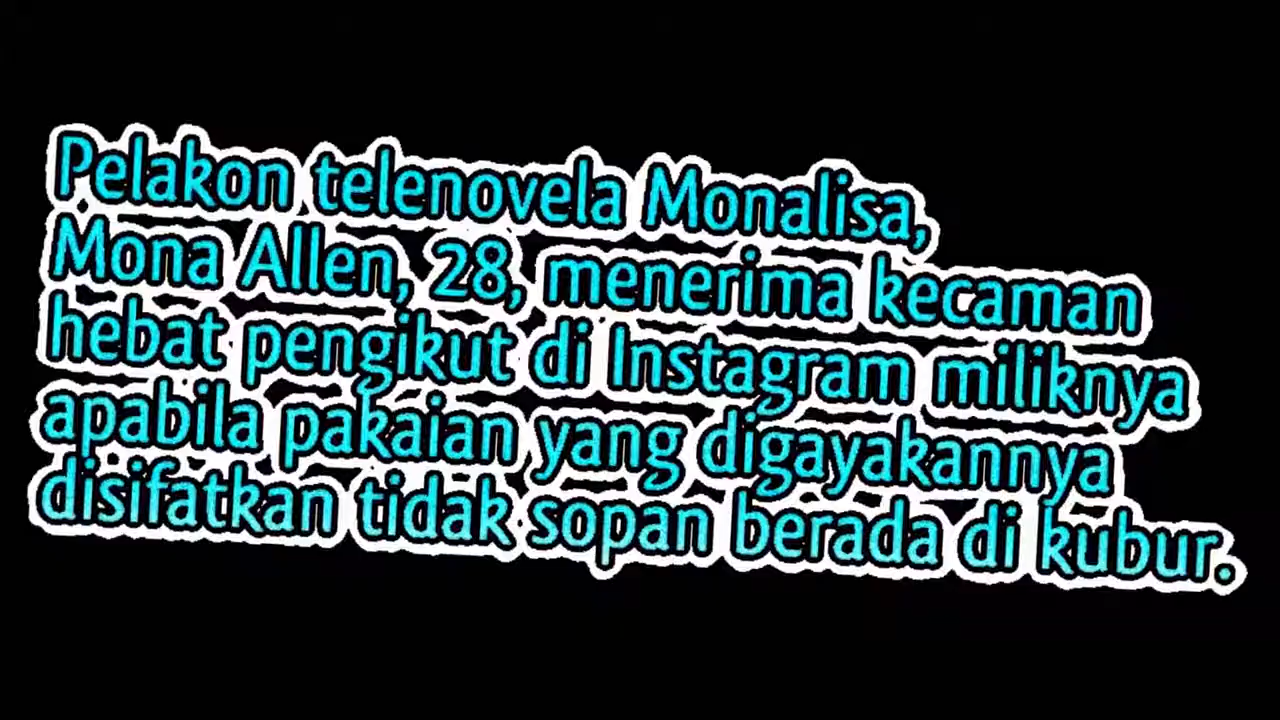 Pelakon telenovela Monalisa,
Mona Allen, 28, menerima kecaman
hebat pengikut di Instagram miliknya
apabila pakaian yang digayakannya
disifatkan tidak sopan berada di kubur.